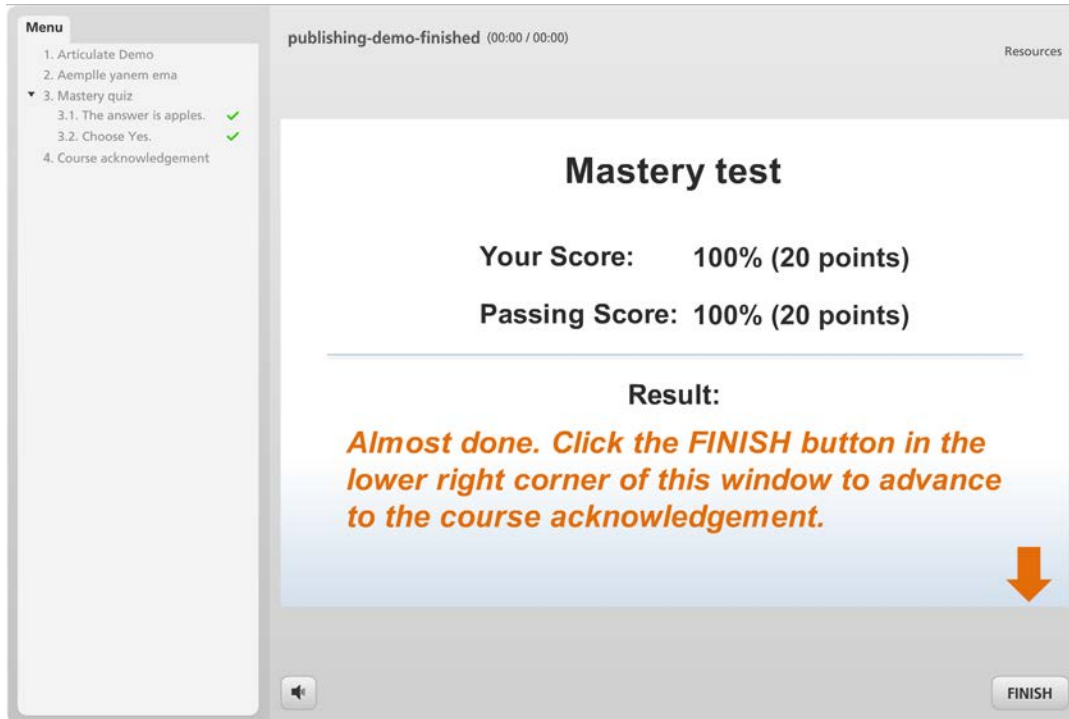 Menu
1. Articulate Demo
2. Aemplle yanem ema
3. Mastery quiz
3.1. The answer is apples.
3.2. Choose Yes.
4. Course acknowledgement
publishing-demo-finished (00:00 / 00:00)
Resources
Mastery test
Your Score: 100% (20 points)
Passing Score: 100% (20 points)
Result:
Almost done. Click the FINISH button in the
lower right corner of this window to advance
to the course acknowledgement.
FINISH